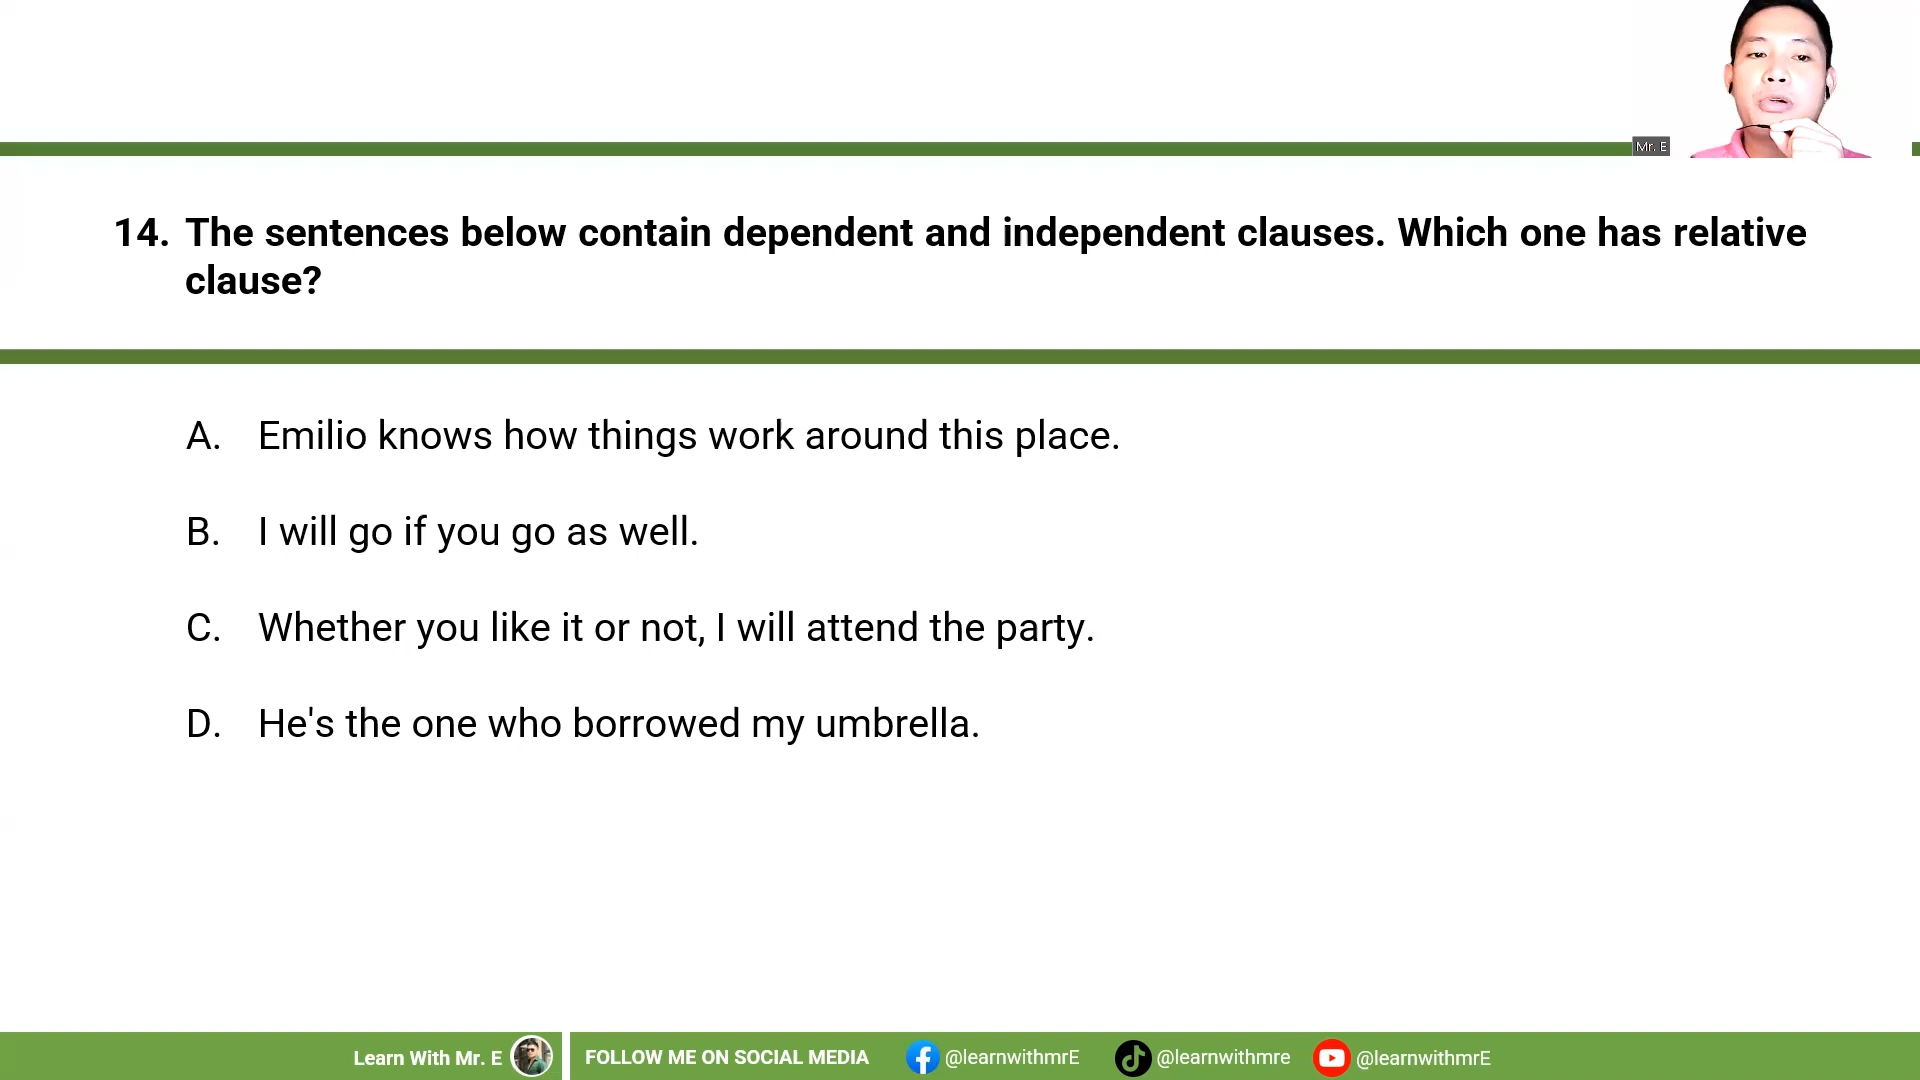 Mr. E
14. The sentences below contain dependent and independent clauses. Which one has relative
clause?
A. Emilio knows how things work around this place.
B. I will go if you go as well.
C. Whether you like it or not, I will attend the party.
D. He's the one who borrowed my umbrella.
Learn With Mr. E FOLLOW ME ON SOCIAL MEDIA @learnwithmrE @learnwithmre @learnwithmrE